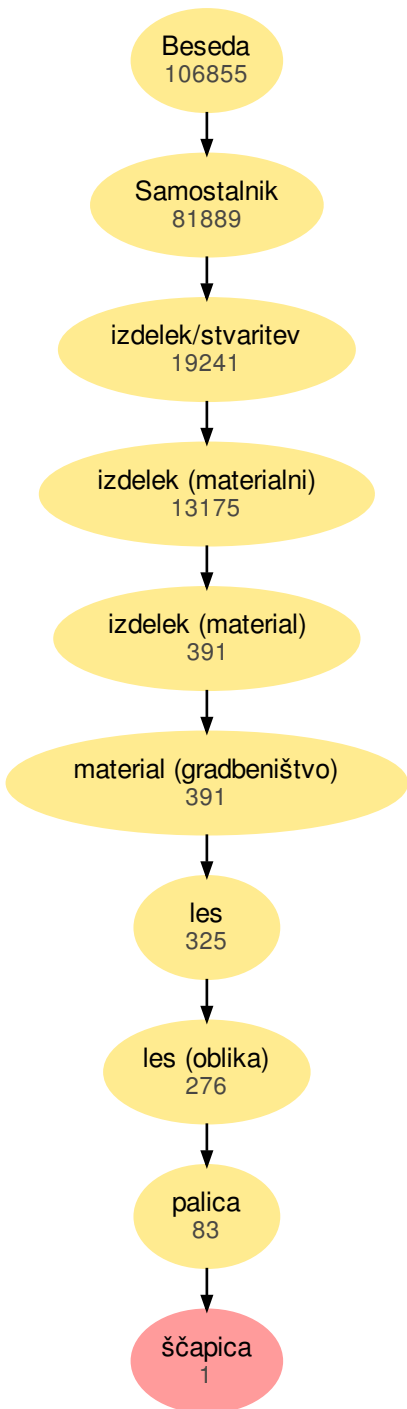 Beseda
106855
Samostalnik
81889
izdelek/stvaritev
19241
izdelek (materialni)
13175
izdelek (material)
391
material (gradbeništvo)
391
les
325
les (oblika)
276
palica
83
ščapica
1